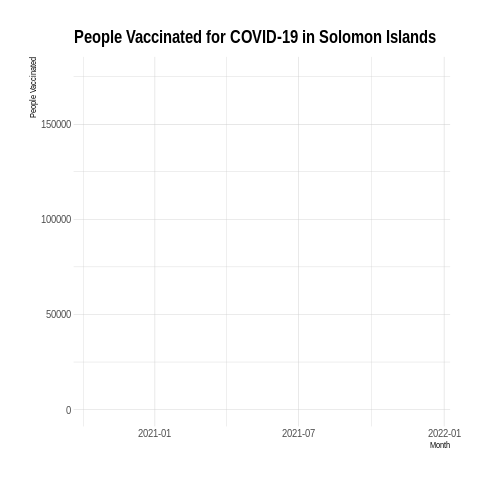 People Vaccinated for COVID-19 in Solomon Islands
People Vaccinated
150000
100000
50000
0
2021-01
2021-07
2022-01
Month